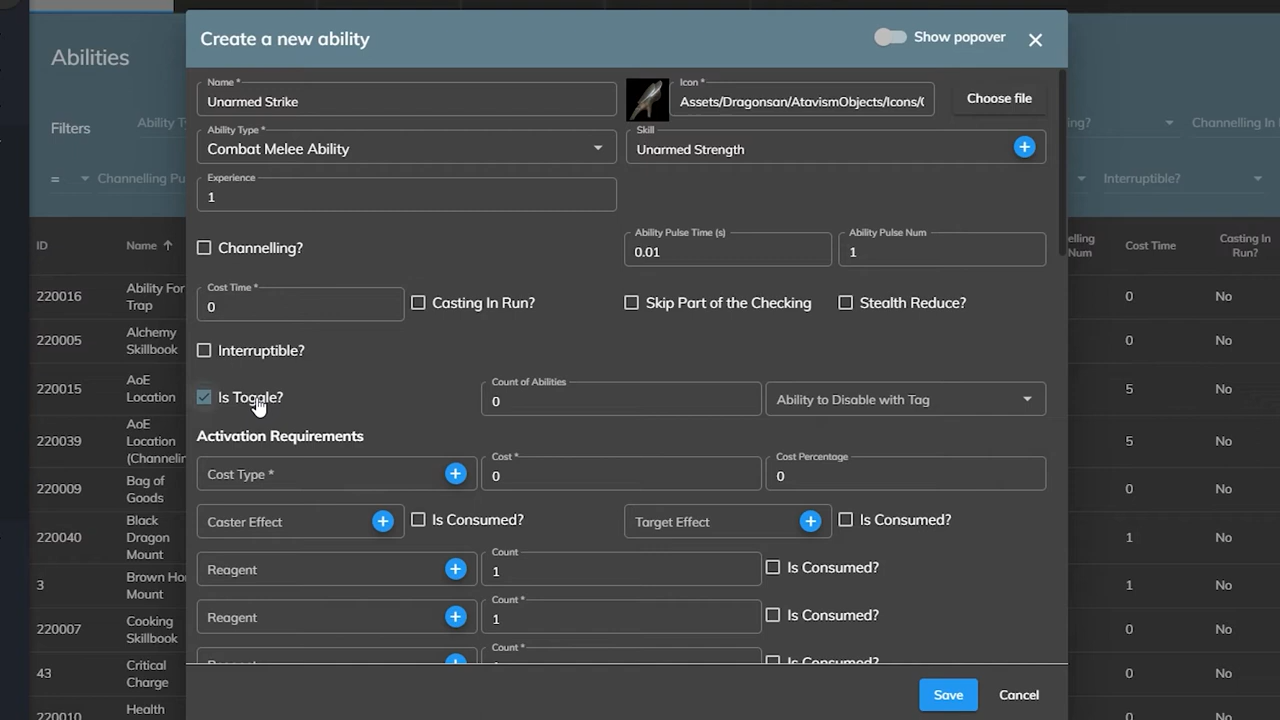 Create a new ability
Show popover
Abilities
Name *
Unarmed Strike
Icon *
Assets/Dragonsan/AtavismObjects/Icons/
Choose file
Filters
Ability Type *
Combat Melee Ability
Skill
Unarmed Strength
Channelling In
=
Channelling Pu
Experience
1
Interruptible?
Channelling?
Ability Pulse Time (s)
0.01
Ability Pulse Num
1
ID
Name
Num
Cost Time
Casting In
Run?
Cost Time *
0
Casting In Run?
Skip Part of the Checking
Stealth Reduce?
Interruptible?
Is Toggle?
Count of Abilities
0
Ability to Disable with Tag
Activation Requirements
Cost Type *
Cost *
0
Cost Percentage
0
Caster Effect
Is Consumed?
Target Effect
Is Consumed?
Reagent
Count
1
Is Consumed?
Reagent
Count *
1
Is Consumed?
Count *
Is Consumed?
Save
Cancel
220016
Ability For
Trap
0
No
220005
Alchemy
Skillbook
0
No
220015
AoE
Location
5
No
220039
AoE
Location
(Channelin
5
No
220009
Bag of
Goods
0
No
220040
Black
Dragon
Mount
1
No
3
Brown Ho
Mount
1
No
220007
Cooking
Skillbook
0
No
43
Critical
Charge
0
No
220010
Health
0
No